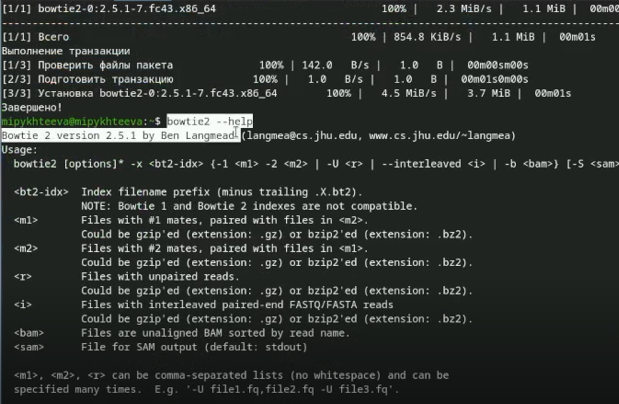 [1/1] bowtie2-0:2.5.1-7.fc43.x86_64 100% | 2.3 MiB/s | 1.1 MiB | 00m00
[1/1] Всего 100% | 854.8 KiB/s | 1.1 MiB | 00m01s
Выполнение транзакции
[1/3] Проверить файлы пакета 100% | 142.0 B/s | 1.0 B | 00m00sm00s
[2/3] Подготовить транзакцию 100% | 1.0 B/s | 1.0 B | 00m01s0m00s
[3/3] Установка bowtie2-0:2.5.1-7.fc43.x86_64 100% | 4.5 MiB/s | 3.7 MiB | 00m01s
Завершено!
mipykhteeva@mipykhteeva:~$ bowtie2 --help
Bowtie 2 version 2.5.1 by Ben Langmead (langmea@cs.jhu.edu, www.cs.jhu.edu/~langmea)
Usage:
bowtie2 [options]* -x <bt2-idx> {-1 <m1> -2 <m2> | -U <r> | --interleaved <i> | -b <bam>} [-S <sam>
<bt2-idx> Index filename prefix (minus trailing .X.bt2).
NOTE: Bowtie 1 and Bowtie 2 indexes are not compatible.
<m1> Files with #1 mates, paired with files in <m2>.
Could be gzip'ed (extension: .gz) or bzip2'ed (extension: .bz2).
<m2> Files with #2 mates, paired with files in <m1>.
Could be gzip'ed (extension: .gz) or bzip2'ed (extension: .bz2).
<r> Files with unpaired reads.
Could be gzip'ed (extension: .gz) or bzip2'ed (extension: .bz2).
<i> Files with interleaved paired-end FASTQ/FASTA reads
Could be gzip'ed (extension: .gz) or bzip2'ed (extension: .bz2).
<bam> Files are unaligned BAM sorted by read name.
<sam> File for SAM output (default: stdout)
<m1>, <m2>, <r> can be comma-separated lists (no whitespace) and can be
specified many times. E.g. '-U file1.fq,file2.fq -U file3.fq'.